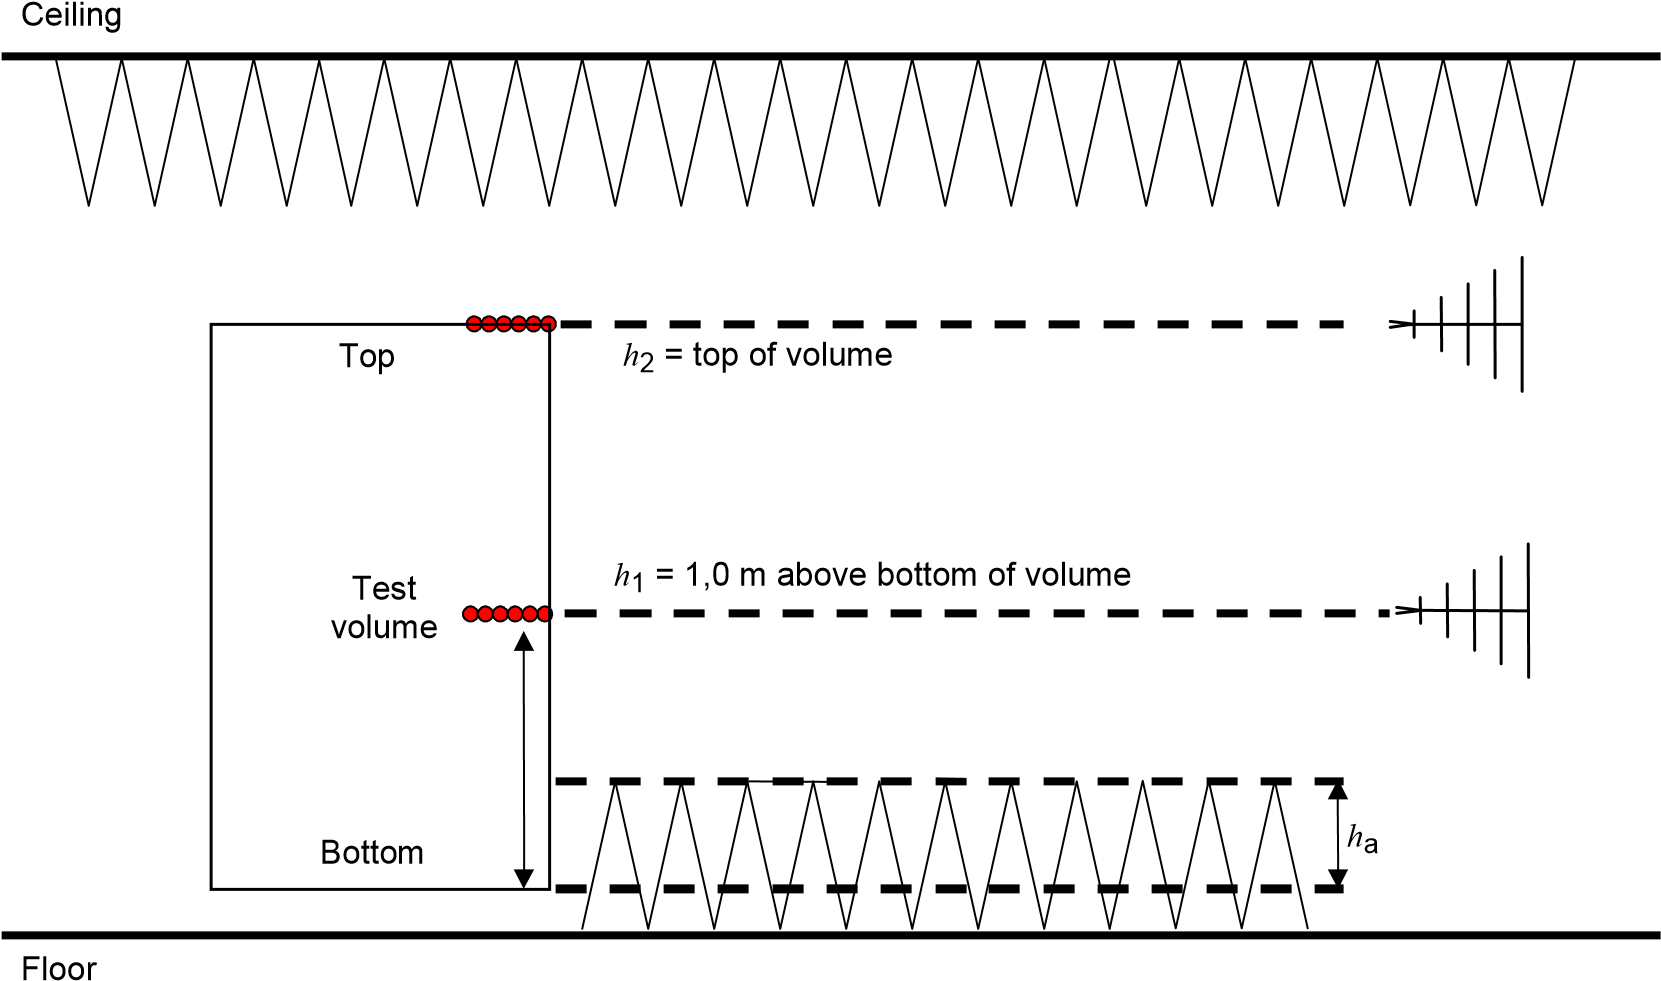 Ceiling
Top
h2 = top of volume
h1 = 1,0 m above bottom of volume
Test
volume
ha
Bottom
Floor